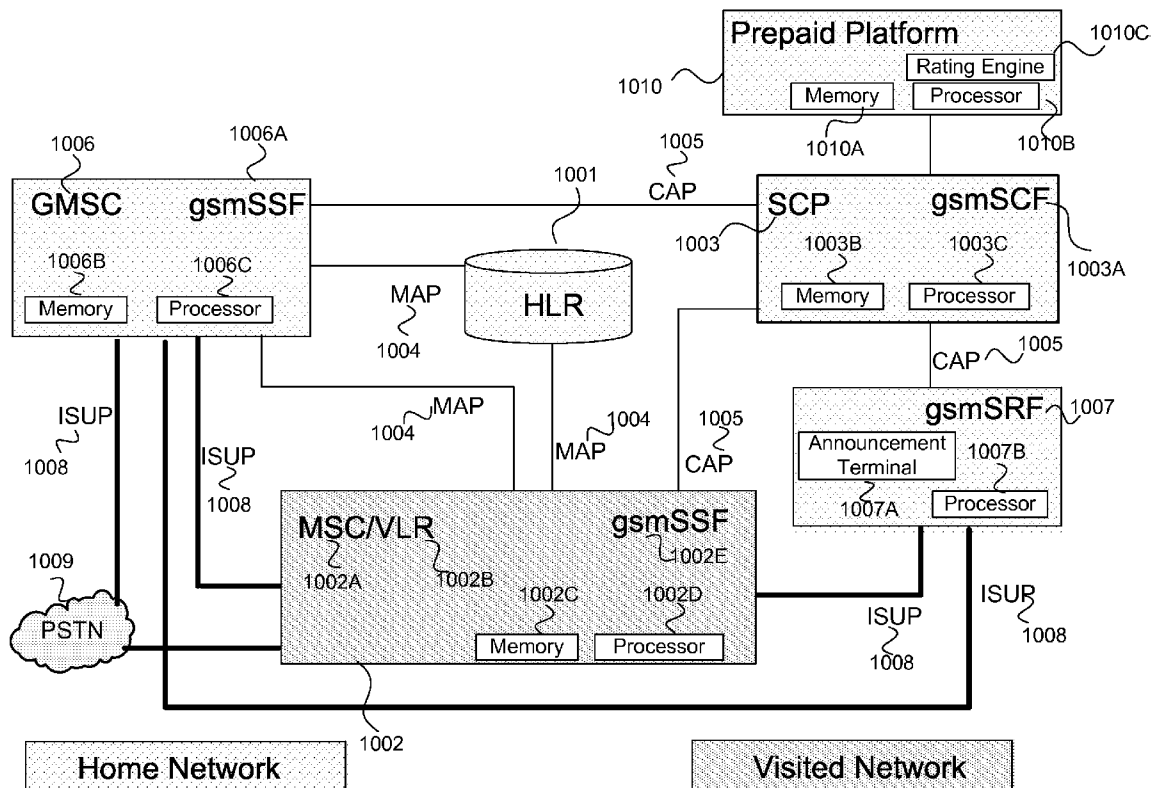 Prepaid Platform
1010C
Rating Engine
1010
Memory
Processor
1010A
1010B
1006
1006A
1005
CAP
1001
GMSC
gsmSSF
SCP
gsmSCF
1003
1003B
1003C
1003A
1006B
1006C
Memory
Processor
MAP
1004
HLR
Memory
Processor
CAP
1005
ISUP
1008
ISUP
1008
MAP
1004
MAP
1004
1005
CAP
gsmSRF
1007
Announcement
Terminal
1007B
1007A
Processor
MSC/VLR
gsmSSF
1002A
1002B
1002E
1002C
1002D
Memory
Processor
1009
PSTN
ISUP
1008
ISUP
1008
1002
Home Network
Visited Network